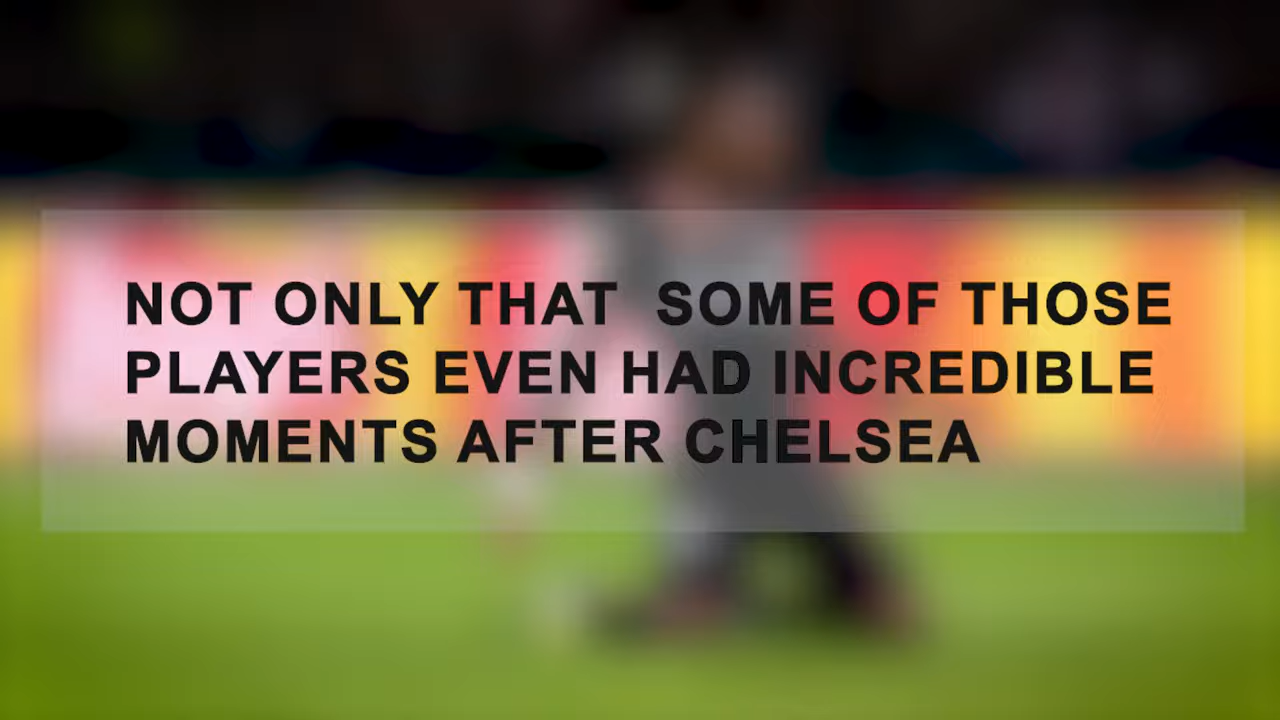 NOT ONLY THAT  SOME OF THOSE
PLAYERS EVEN HAD INCREDIBLE
MOMENTS AFTER CHELSEA